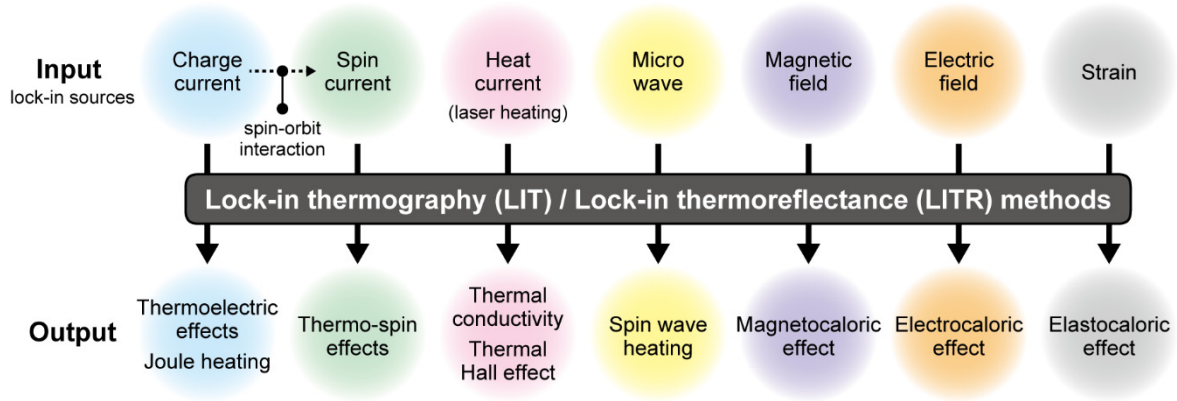 Input
lock-in sources
Charge
current
spin-orbit
interaction
Spin
current
Heat
current
(laser heating)
Micro
wave
Magnetic
field
Electric
field
Strain
Lock-in thermography (LIT) / Lock-in thermoreflectance (LITR) methods
Output
Thermoelectric
effects
Joule heating
Thermo-spin
effects
Thermal
conductivity
Thermal
Hall effect
Spin wave
heating
Magnetocaloric
effect
Electrocaloric
effect
Elastocaloric
effect